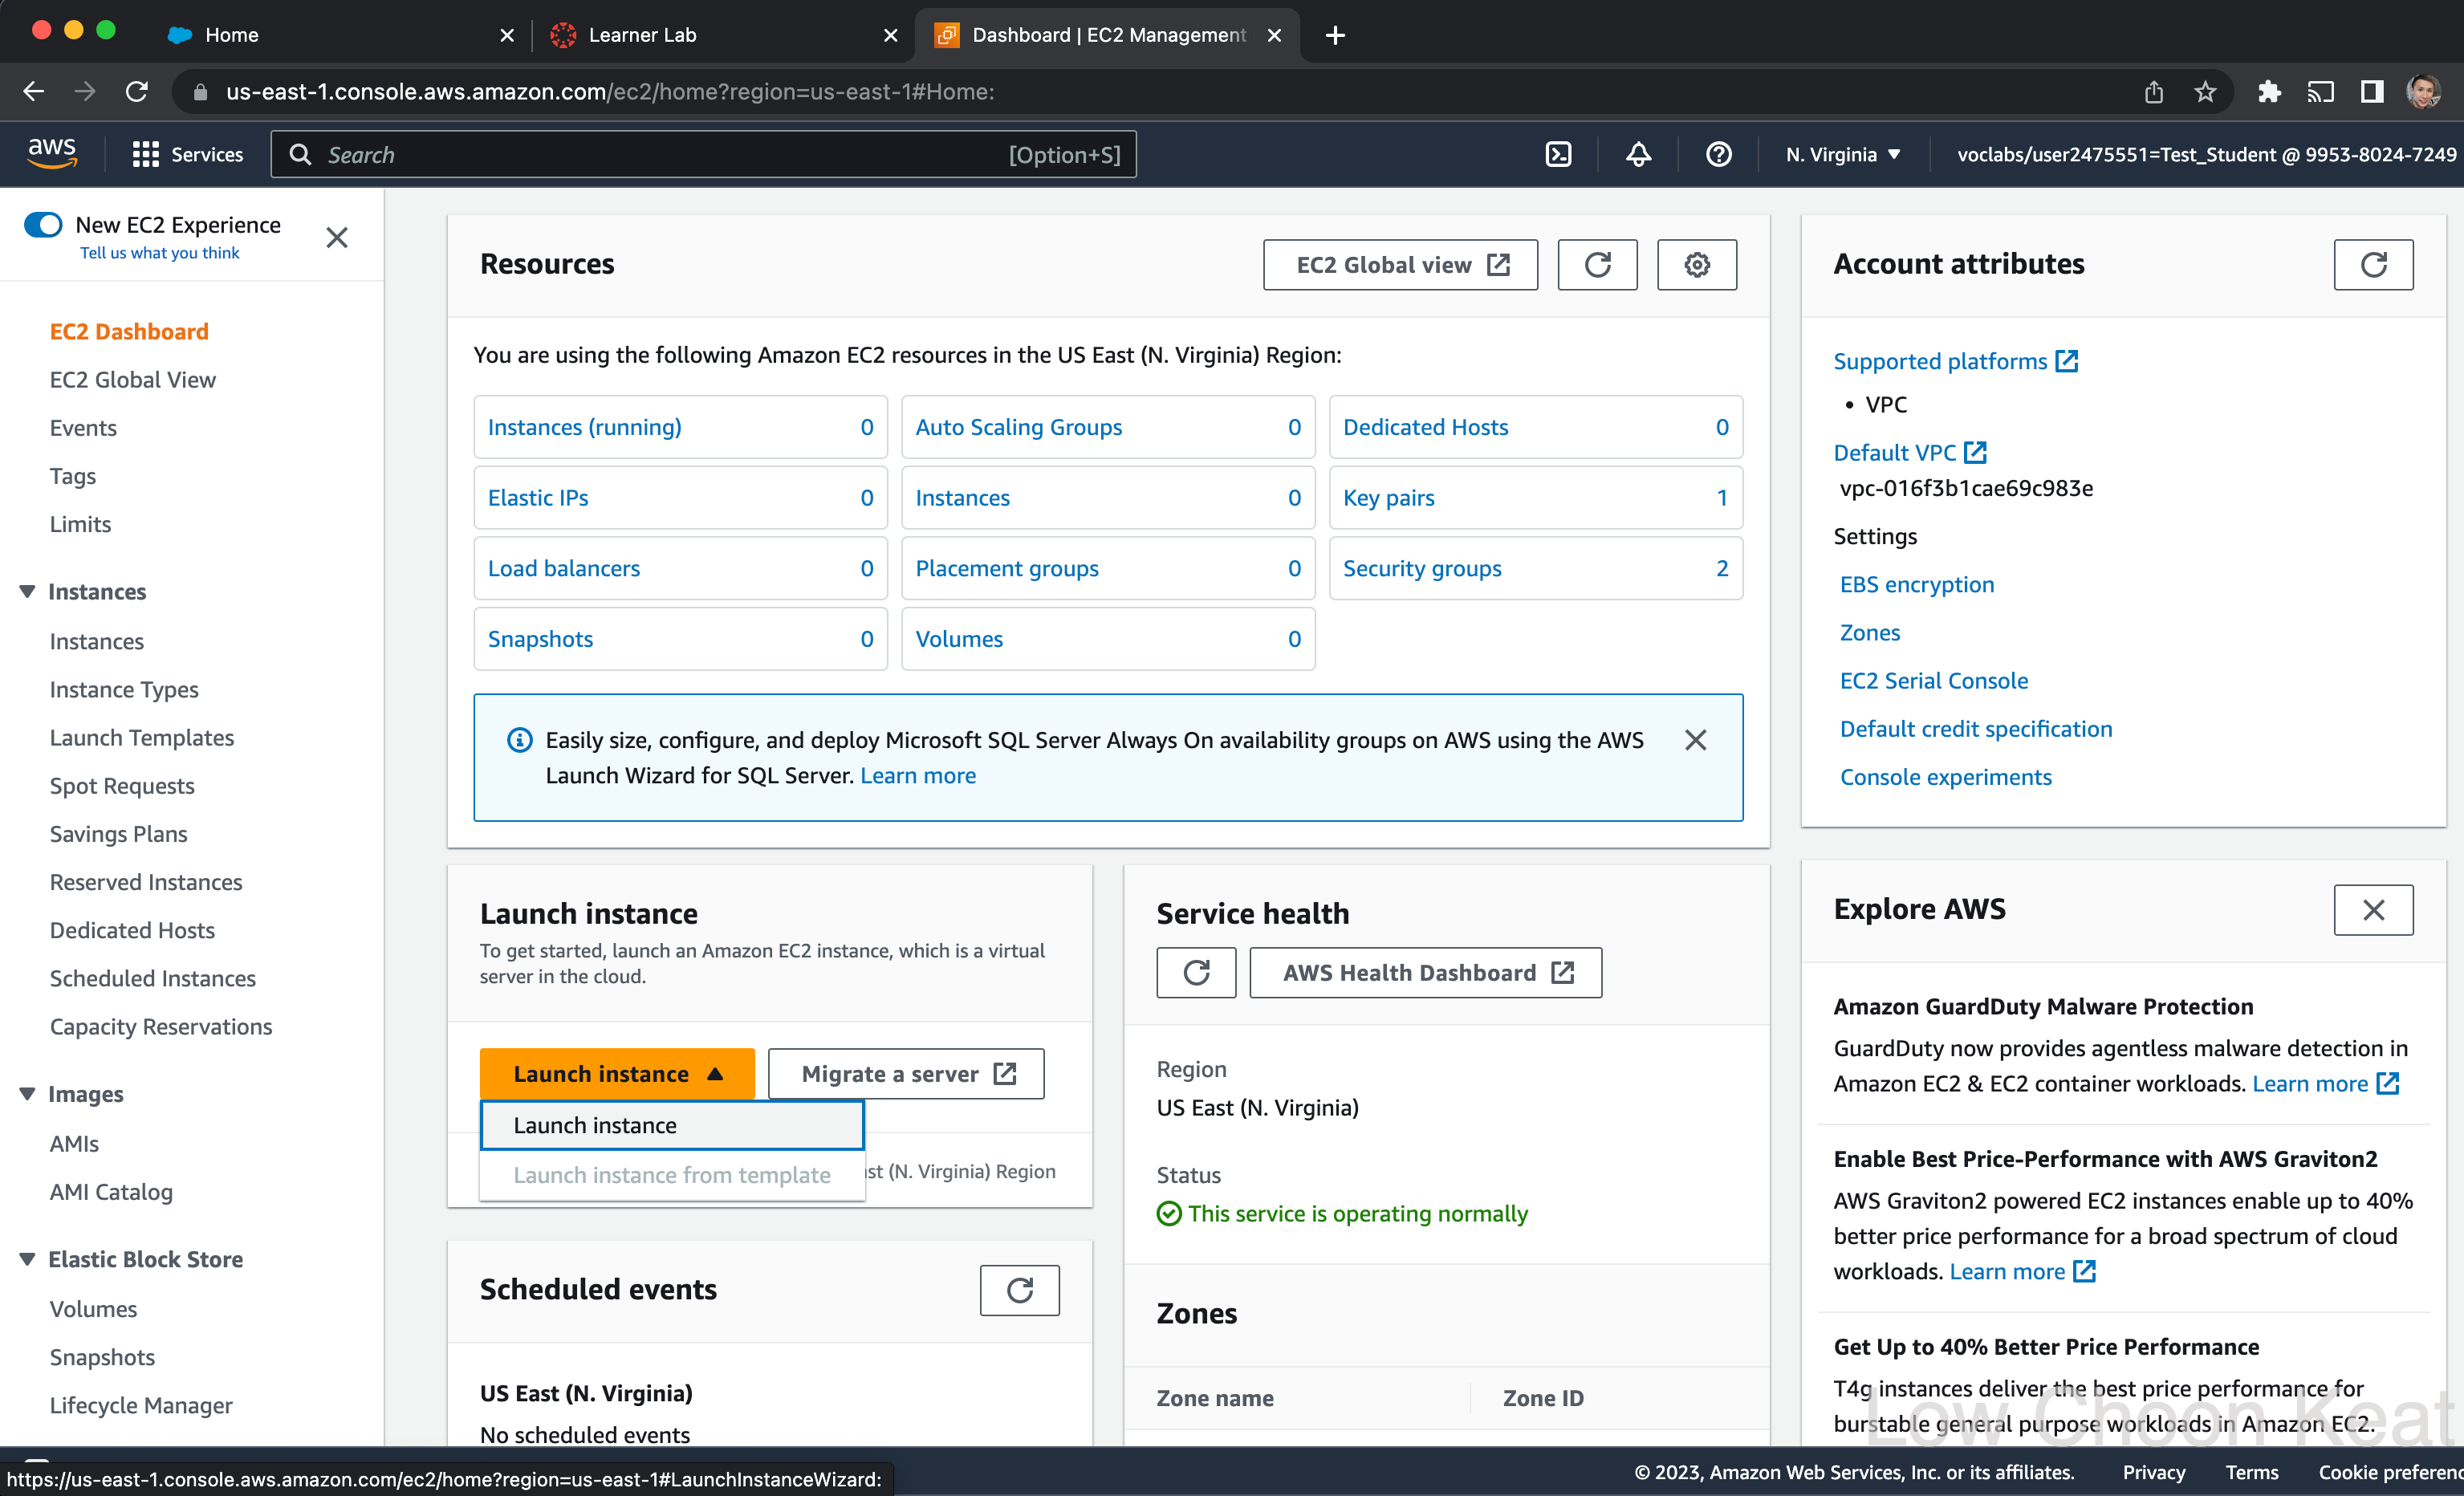 Home
Learner Lab
Dashboard | EC2 Management
us-east-1.console.aws.amazon.com/ec2/home?region=us-east-1#Home:
aws
Services
Search
[Option+S]
N. Virginia
voclabs/user2475551=Test_Student @ 9953-8024-7249
New EC2 Experience
Tell us what you think
EC2 Dashboard
EC2 Global View
Events
Tags
Limits
Instances
Instances
Instance Types
Launch Templates
Spot Requests
Savings Plans
Reserved Instances
Dedicated Hosts
Scheduled Instances
Capacity Reservations
Images
AMIs
AMI Catalog
Elastic Block Store
Volumes
Snapshots
Lifecycle Manager
Resources
EC2 Global view
You are using the following Amazon EC2 resources in the US East (N. Virginia) Region:
Instances (running) 0
Auto Scaling Groups 0
Dedicated Hosts 0
Elastic IPs 0
Instances 0
Key pairs 1
Load balancers 0
Placement groups 0
Security groups 2
Snapshots 0
Volumes 0
Easily size, configure, and deploy Microsoft SQL Server Always On availability groups on AWS using the AWS
Launch Wizard for SQL Server. Learn more
Launch instance
To get started, launch an Amazon EC2 instance, which is a virtual
server in the cloud.
Launch instance
Migrate a server
Launch instance
Launch instance from template
st (N. Virginia) Region
Scheduled events
US East (N. Virginia)
No scheduled events
Service health
AWS Health Dashboard
Region
US East (N. Virginia)
Status
This service is operating normally
Zones
Zone name
Zone ID
Account attributes
Supported platforms
• VPC
Default VPC
vpc-016f3b1cae69c983e
Settings
EBS encryption
Zones
EC2 Serial Console
Default credit specification
Console experiments
Explore AWS
Amazon GuardDuty Malware Protection
GuardDuty now provides agentless malware detection in
Amazon EC2 & EC2 container workloads. Learn more
Enable Best Price-Performance with AWS Graviton2
AWS Graviton2 powered EC2 instances enable up to 40%
better price performance for a broad spectrum of cloud
workloads. Learn more
Get Up to 40% Better Price Performance
T4g instances deliver the best price performance for
burstable general purpose workloads in Amazon EC2.
Low Choon Keat
https://us-east-1.console.aws.amazon.com/ec2/home?region=us-east-1#LaunchInstanceWizard:
© 2023, Amazon Web Services, Inc. or its affiliates.
Privacy
Terms
Cookie preferenc